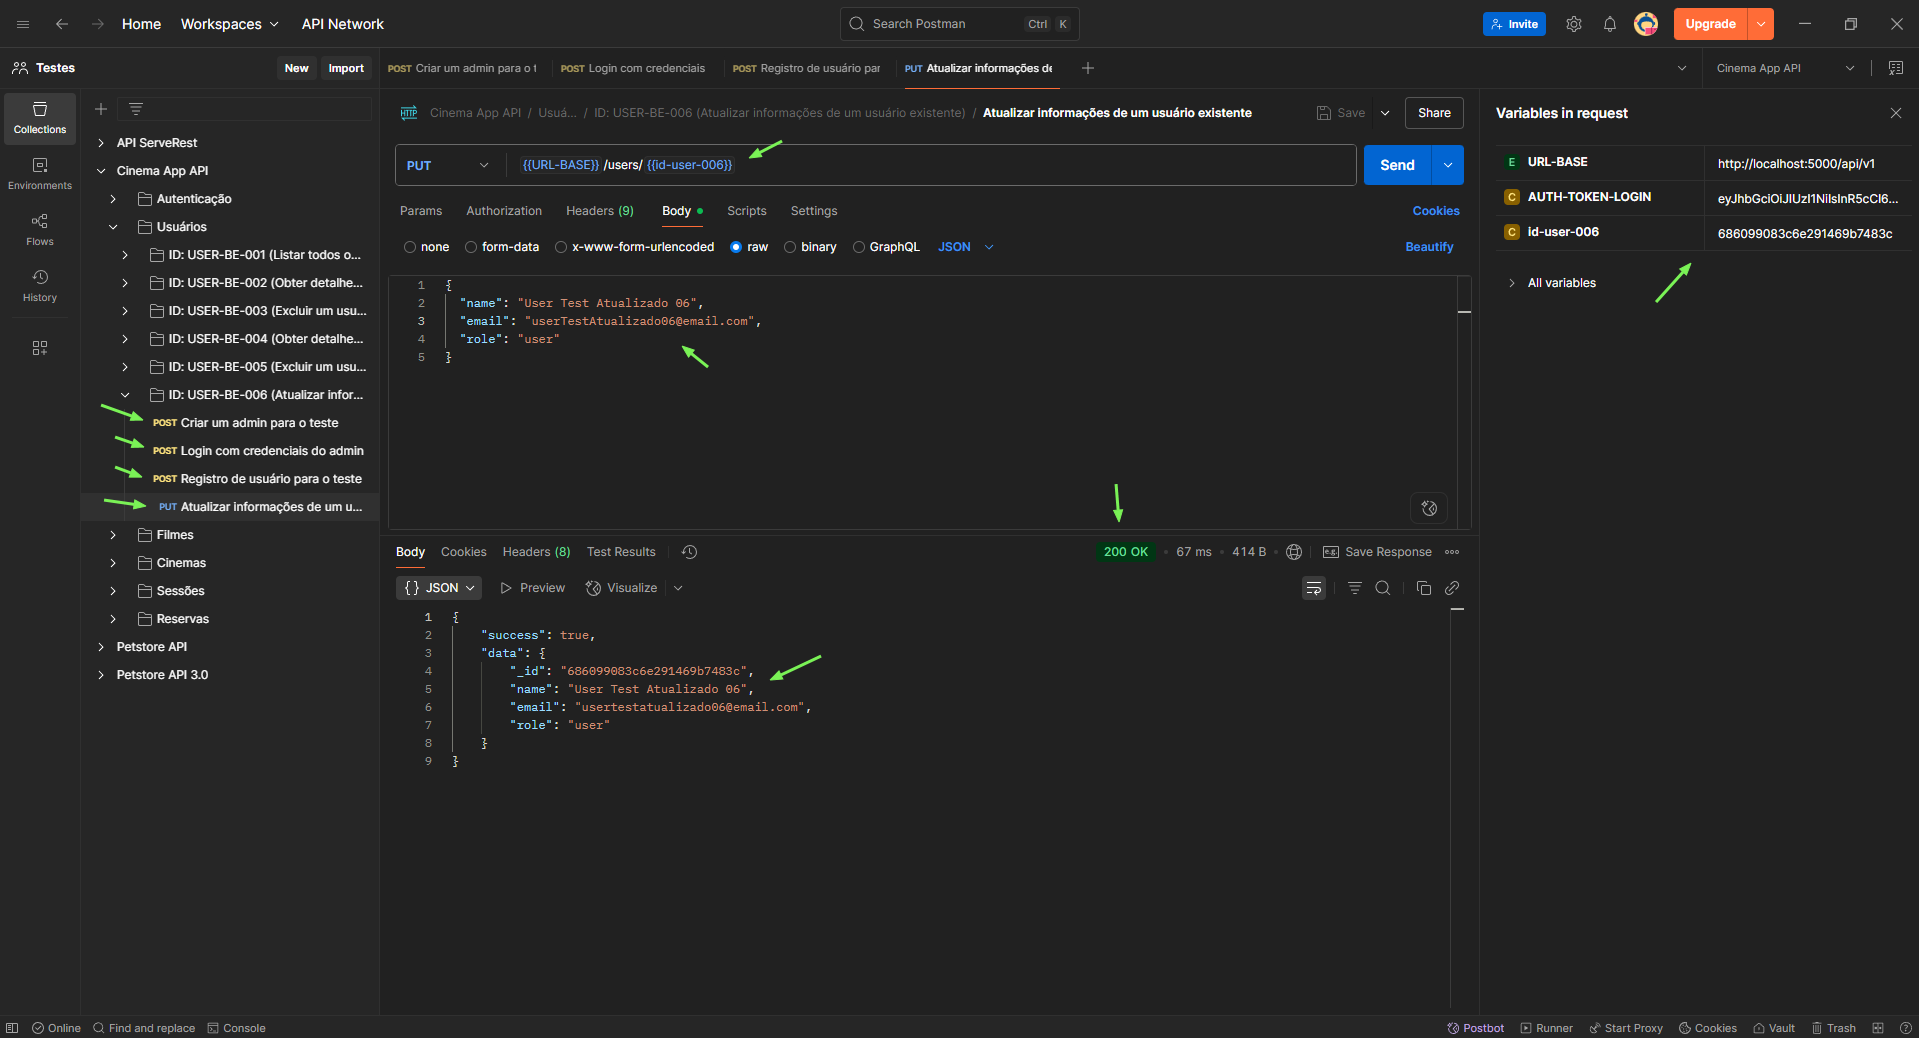 Home
Workspaces
API Network
Search Postman
Ctrl
K
Invite
Upgrade
Testes
New
Import
POST Criar um admin para o t
POST Login com credenciais
POST Registro de usuário par
PUT Atualizar informações de
Cinema App API
Collections
Environments
Flows
History
API ServeRest
Cinema App API
Autenticação
Usuários
ID: USER-BE-001 (Listar todos o...
ID: USER-BE-002 (Obter detalhe...
ID: USER-BE-003 (Excluir um usu...
ID: USER-BE-004 (Obter detalhe...
ID: USER-BE-005 (Excluir um usu...
ID: USER-BE-006 (Atualizar infor...
POST Criar um admin para o teste
POST Login com credenciais do admin
POST Registro de usuário para o teste
PUT Atualizar informações de um u...
Filmes
Cinemas
Sessões
Reservas
Petstore API
Petstore API 3.0
HTTP
Cinema App API / Usuá... / ID: USER-BE-006 (Atualizar informações de um usuário existente) / Atualizar informações de um usuário existente
Save
Share
PUT
{{URL-BASE}} /users/ {{id-user-006}}
Send
Params
Authorization
Headers (9)
Body
Scripts
Settings
Cookies
none
form-data
x-www-form-urlencoded
raw
binary
GraphQL
JSON
Beautify
1 {
2 "name": "User Test Atualizado 06",
3 "email": "userTestAtualizado06@email.com",
4 "role": "user"
5 }
Body
Cookies
Headers (8)
Test Results
200 OK
67 ms
414 B
e.g.
Save Response
{} JSON
Preview
Visualize
1 {
2 "success": true,
3 "data": {
4 "_id": "686099083c6e291469b7483c",
5 "name": "User Test Atualizado 06",
6 "email": "usertestatualizado06@email.com",
7 "role": "user"
8 }
9 }
Variables in request
E URL-BASE
http://localhost:5000/api/v1
C AUTH-TOKEN-LOGIN
eyJhbGciOiJIUzI1NiIsInR5cCI6...
C id-user-006
686099083c6e291469b7483c
All variables
Online
Find and replace
Console
Postbot
Runner
Start Proxy
Cookies
Vault
Trash